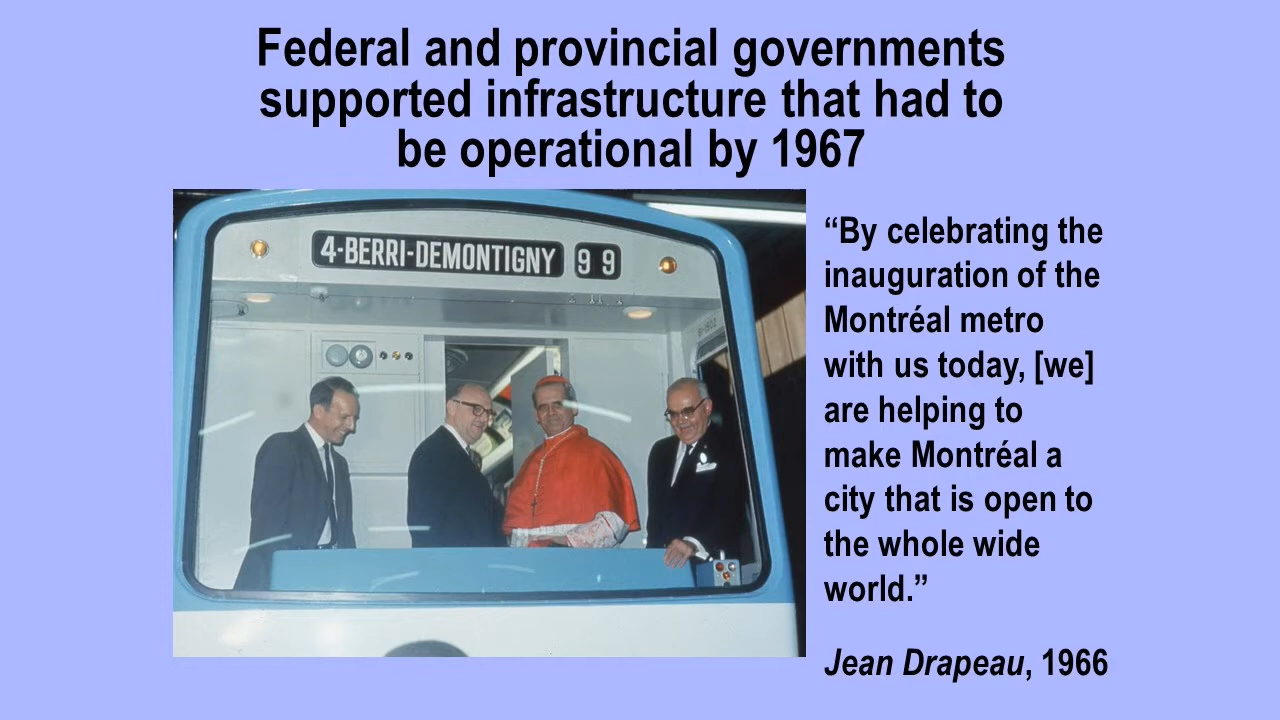 Federal and provincial governments
supported infrastructure that had to
be operational by 1967
4-BERRI-DEMONTIGNY 9 9
“By celebrating the
inauguration of the
Montréal metro
with us today, [we]
are helping to
make Montréal a
city that is open to
the whole wide
world.”
Jean Drapeau, 1966